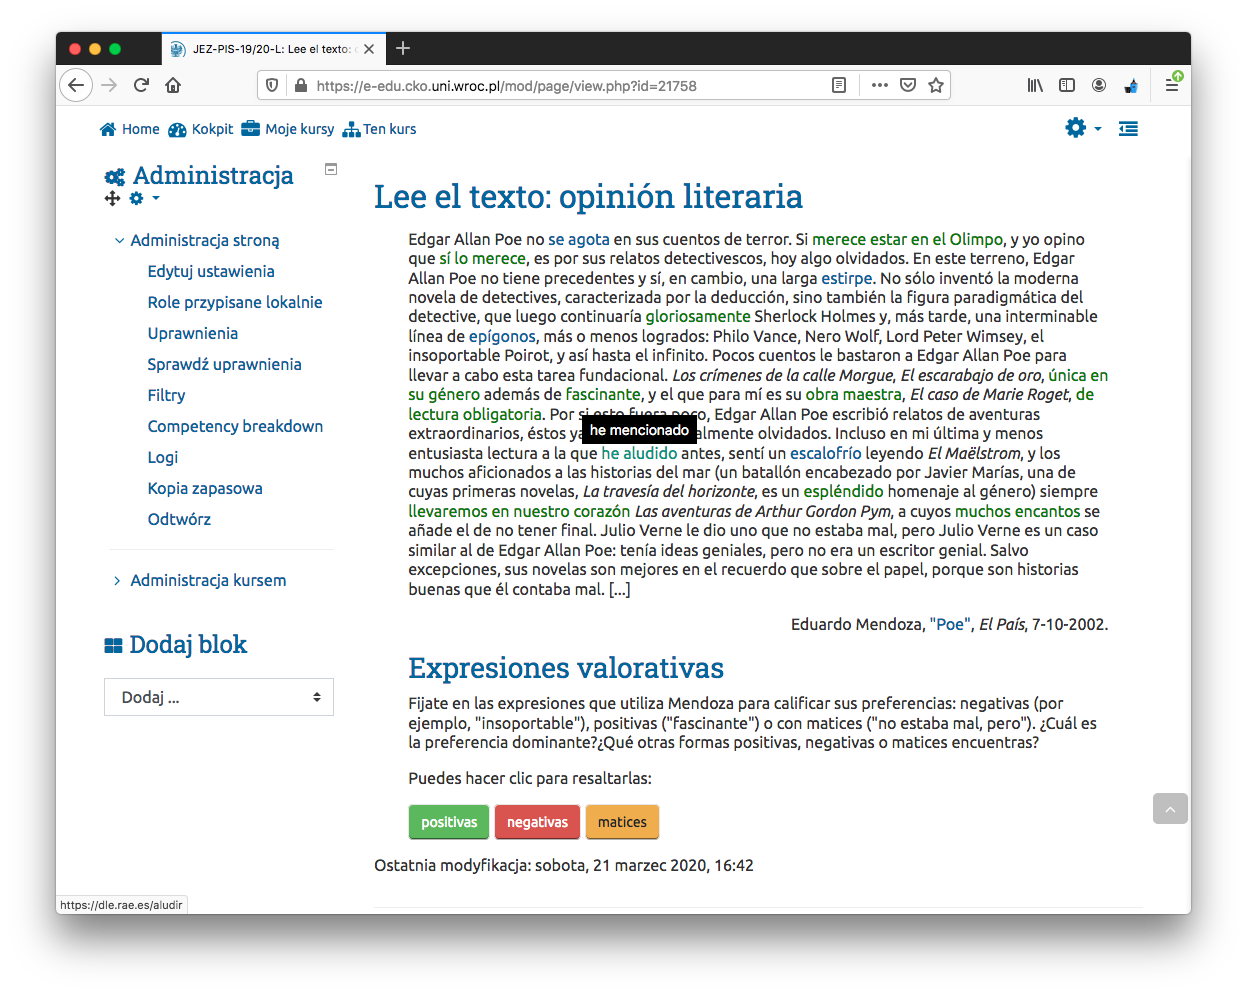 JEZ-PIS-19/20-L: Lee el texto:
https://e-edu.cko.uni.wroc.pl/mod/page/view.php?id=21758
Home Kokpit Moje kursy Ten kurs
Administracja
Administracja stroną
Edytuj ustawienia
Role przypisane lokalnie
Uprawnienia
Sprawdź uprawnienia
Filtry
Competency breakdown
Logi
Kopia zapasowa
Odtwórz
Administracja kursem
Dodaj blok
Dodaj ...
Lee el texto: opinión literaria
Edgar Allan Poe no se agota en sus cuentos de terror. Si merece estar en el Olimpo, y yo opino
que sí lo merece, es por sus relatos detectivescos, hoy algo olvidados. En este terreno, Edgar
Allan Poe no tiene precedentes y sí, en cambio, una larga estirpe. No sólo inventó la moderna
novela de detectives, caracterizada por la deducción, sino también la figura paradigmática del
detective, que luego continuaría gloriosamente Sherlock Holmes y, más tarde, una interminable
línea de epígonos, más o menos logrados: Philo Vance, Nero Wolf, Lord Peter Wimsey, el
insoportable Poirot, y así hasta el infinito. Pocos cuentos le bastaron a Edgar Allan Poe para
llevar a cabo esta tarea fundacional. Los crímenes de la calle Morgue, El escarabajo de oro, única en
su género además de fascinante, y el que para mí es su obra maestra, El caso de Marie Roget, de
lectura obligatoria. Por si esto fuera poco, Edgar Allan Poe escribió relatos de aventuras
extraordinarios, éstos ya he mencionado almente olvidados. Incluso en mi última y menos
entusiasta lectura a la que he aludido antes, sentí un escalofrío leyendo El Maëlstrom, y los
muchos aficionados a las historias del mar (un batallón encabezado por Javier Marías, una de
cuyas primeras novelas, La travesía del horizonte, es un espléndido homenaje al género) siempre
llevaremos en nuestro corazón Las aventuras de Arthur Gordon Pym, a cuyos muchos encantos se
añade el de no tener final. Julio Verne le dio uno que no estaba mal, pero Julio Verne es un caso
similar al de Edgar Allan Poe: tenía ideas geniales, pero no era un escritor genial. Salvo
excepciones, sus novelas son mejores en el recuerdo que sobre el papel, porque son historias
buenas que él contaba mal. [...]
Eduardo Mendoza, "Poe", El País, 7-10-2002.
Expresiones valorativas
Fijate en las expresiones que utiliza Mendoza para calificar sus preferencias: negativas (por
ejemplo, "insoportable"), positivas ("fascinante") o con matices ("no estaba mal, pero"). ¿Cuál es
la preferencia dominante?¿Qué otras formas positivas, negativas o matices encuentras?
Puedes hacer clic para resaltarlas:
positivas negativas matices
Ostatnia modyfikacja: sobota, 21 marzec 2020, 16:42
https://dle.rae.es/aludir